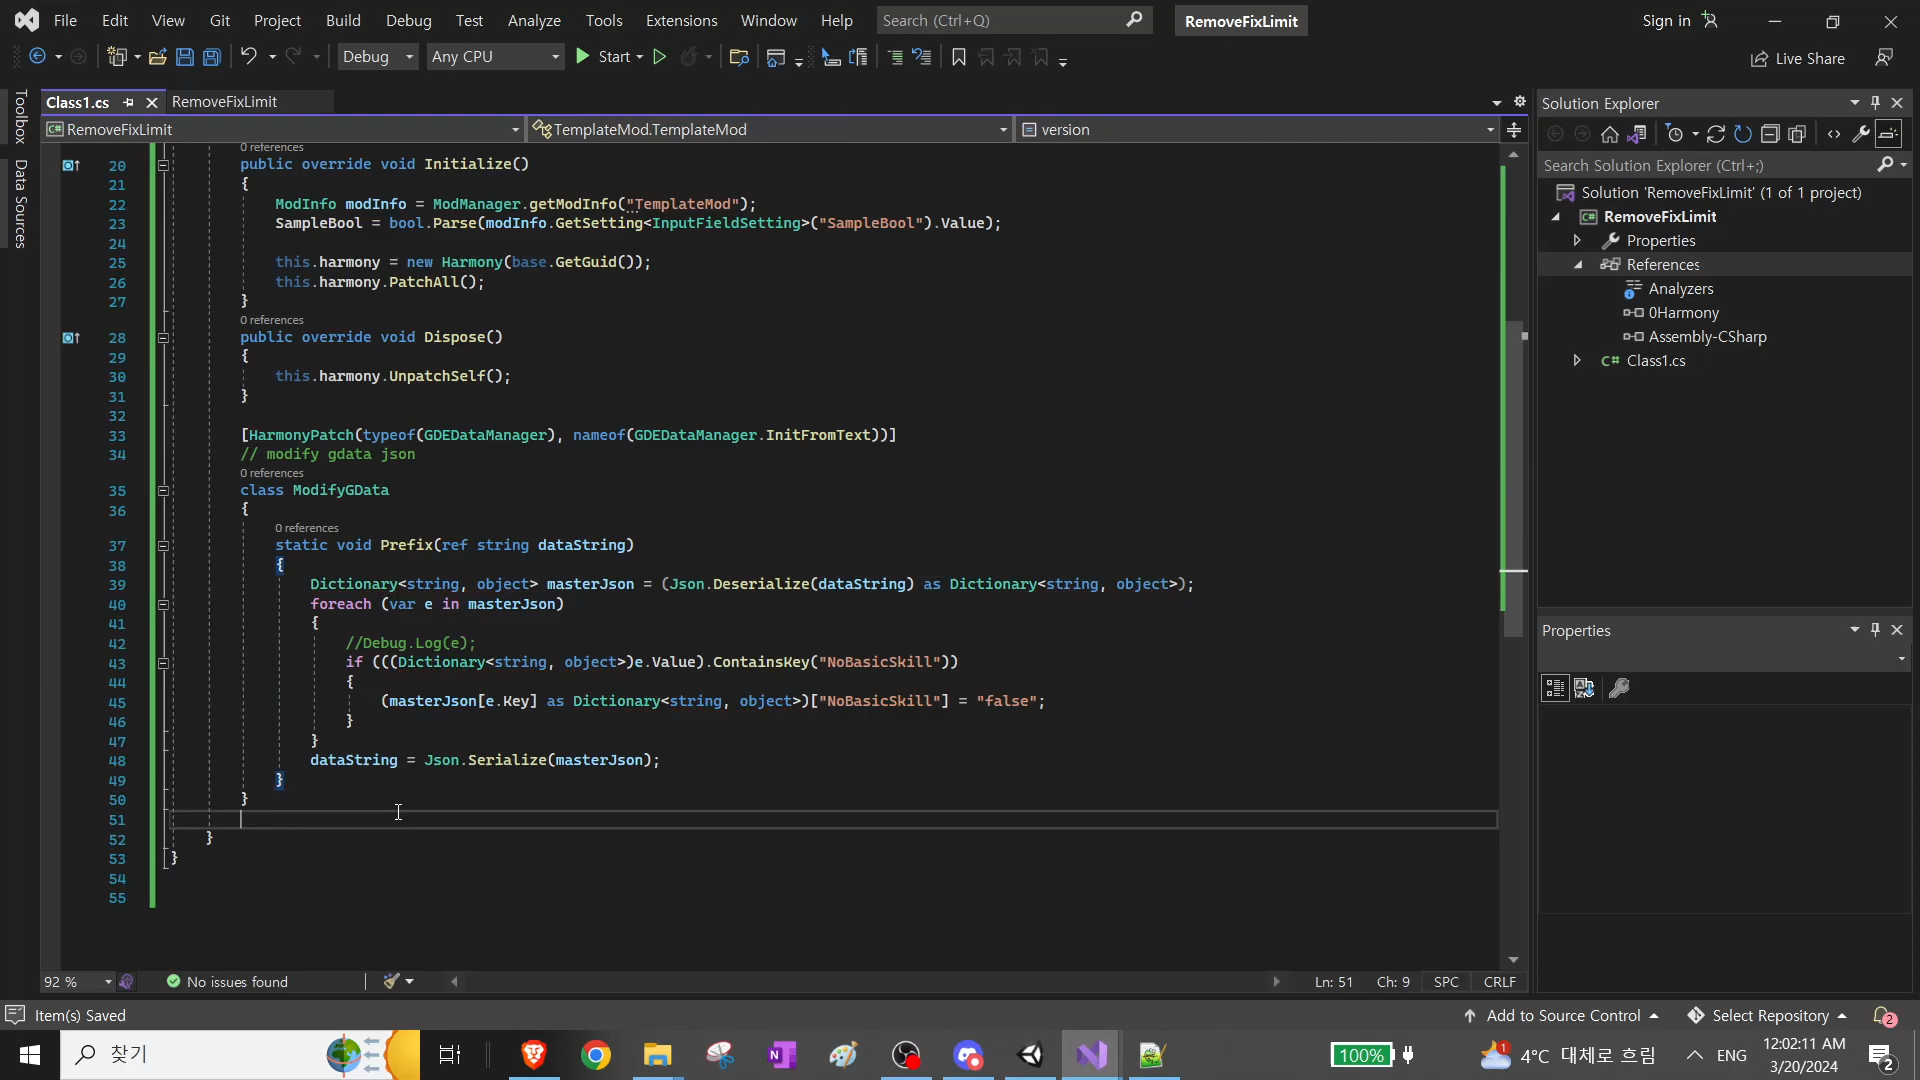 File Edit View Git Project Build Debug Test Analyze Tools Extensions Window Help Search (Ctrl+Q) RemoveFixLimit Sign in
Debug Any CPU Start Live Share
Toolbox
Data Sources
Class1.cs RemoveFixLimit
RemoveFixLimit TemplateMod.TemplateMod version
0 references
20 public override void Initialize()
21 {
22 ModInfo modInfo = ModManager.getModInfo("TemplateMod");
23 SampleBool = bool.Parse(modInfo.GetSetting<InputFieldSetting>("SampleBool").Value);
24
25 this.harmony = new Harmony(base.GetGuid());
26 this.harmony.PatchAll();
27 }
0 references
28 public override void Dispose()
29 {
30 this.harmony.UnpatchSelf();
31 }
32
33 [HarmonyPatch(typeof(GDEDataManager), nameof(GDEDataManager.InitFromText))]
34 // modify gdata json
0 references
35 class ModifyGData
36 {
0 references
37 static void Prefix(ref string dataString)
38 {
39 Dictionary<string, object> masterJson = (Json.Deserialize(dataString) as Dictionary<string, object>);
40 foreach (var e in masterJson)
41 {
42 //Debug.Log(e);
43 if (((Dictionary<string, object>)e.Value).ContainsKey("NoBasicSkill"))
44 {
45 (masterJson[e.Key] as Dictionary<string, object>)["NoBasicSkill"] = "false";
46 }
47 }
48 dataString = Json.Serialize(masterJson);
49 }
50 }
51
52 }
53 }
54
55
92 % No issues found Ln: 51 Ch: 9 SPC CRLF
Solution Explorer
Search Solution Explorer (Ctrl+;)
Solution 'RemoveFixLimit' (1 of 1 project)
RemoveFixLimit
Properties
References
Analyzers
0Harmony
Assembly-CSharp
C# Class1.cs
Properties
Item(s) Saved Add to Source Control Select Repository 2
찾기 100% 1 4°C 대체로 흐림 ENG 12:02:11 AM
3/20/2024 2